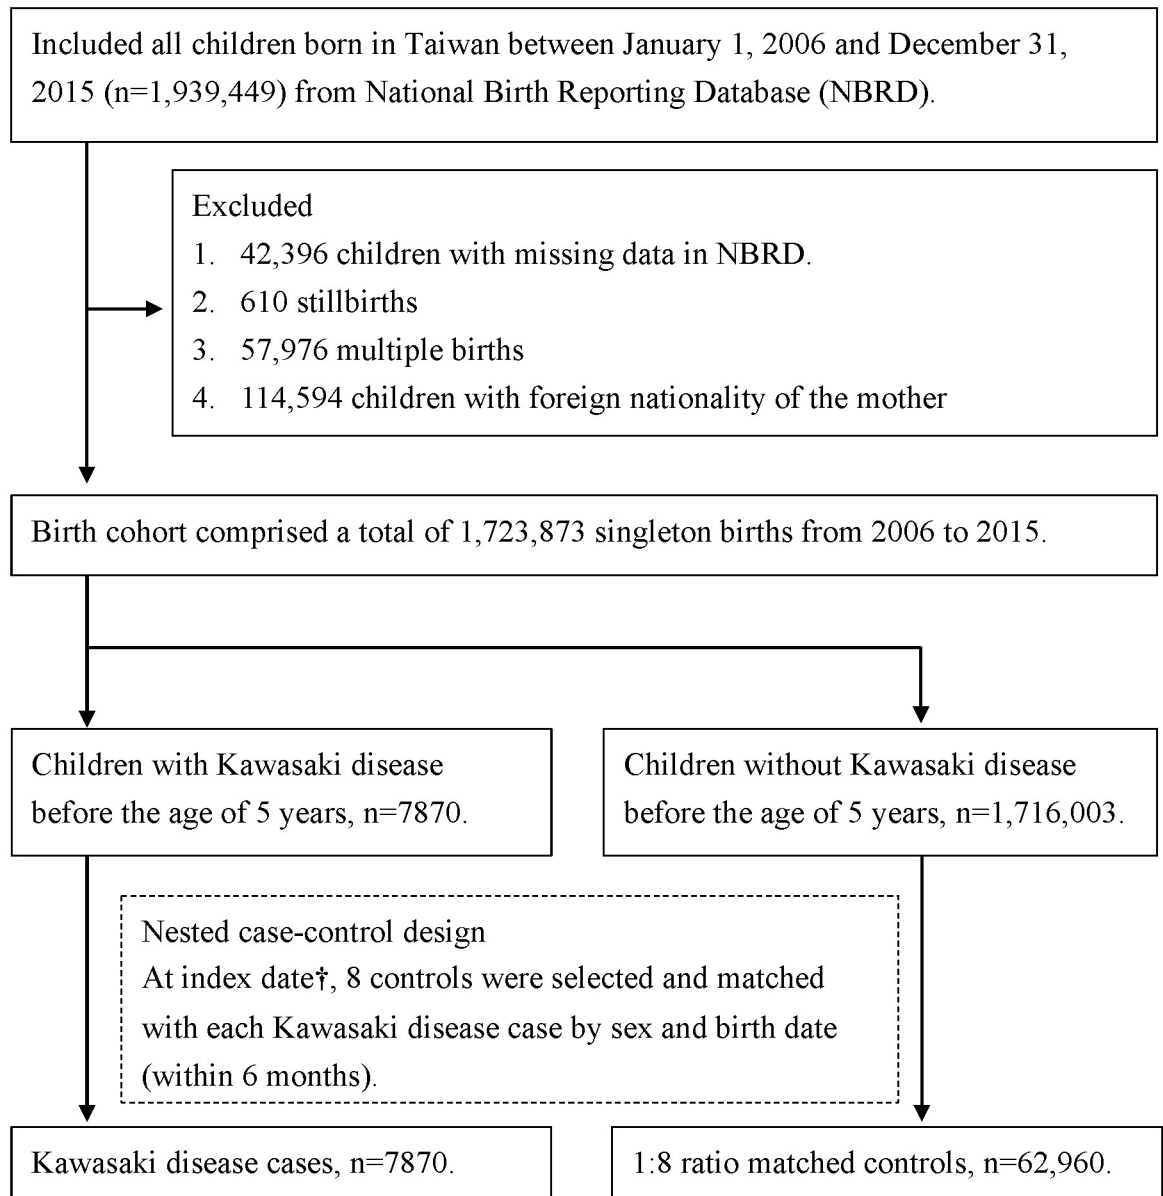 Included all children born in Taiwan between January 1, 2006 and December 31,
2015 (n=1,939,449) from National Birth Reporting Database (NBRD).
Excluded
1. 42,396 children with missing data in NBRD.
2. 610 stillbirths
3. 57,976 multiple births
4. 114,594 children with foreign nationality of the mother
Birth cohort comprised a total of 1,723,873 singleton births from 2006 to 2015.
Children with Kawasaki disease
before the age of 5 years, n=7870.
Children without Kawasaki disease
before the age of 5 years, n=1,716,003.
Nested case-control design
At index date†, 8 controls were selected and matched
with each Kawasaki disease case by sex and birth date
(within 6 months).
Kawasaki disease cases, n=7870.
1:8 ratio matched controls, n=62,960.